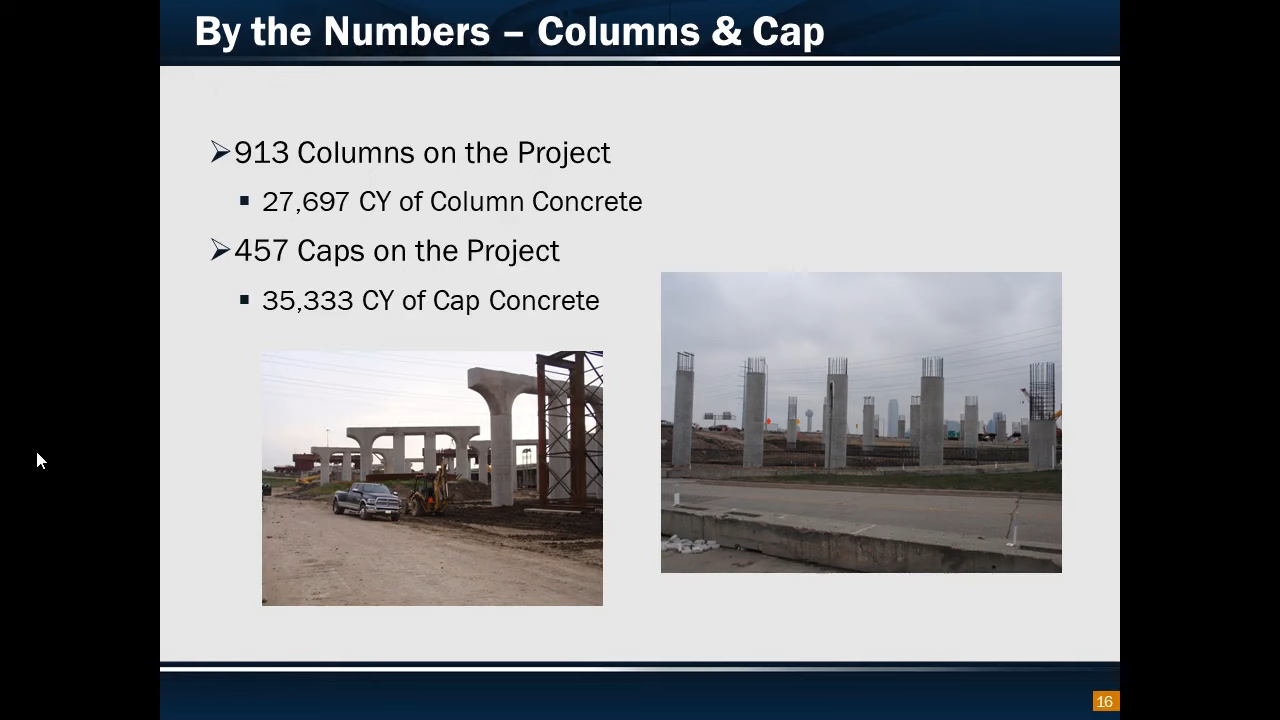 By the Numbers – Columns & Cap
913 Columns on the Project
27,697 CY of Column Concrete
457 Caps on the Project
35,333 CY of Cap Concrete
16